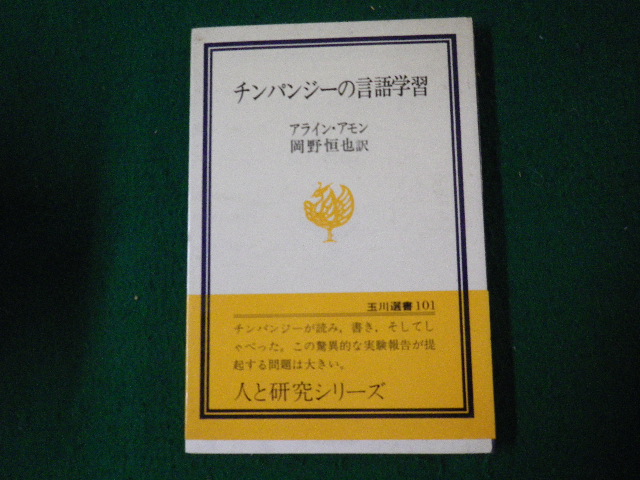 チンパンジーの言語学習
アライン・アモン
岡野恒也訳
玉川選書101
チンパンジーが読み，書き，そしてし
ゃべった。この驚異的な実験報告が提
起する問題は大きい。
人と研究シリーズ